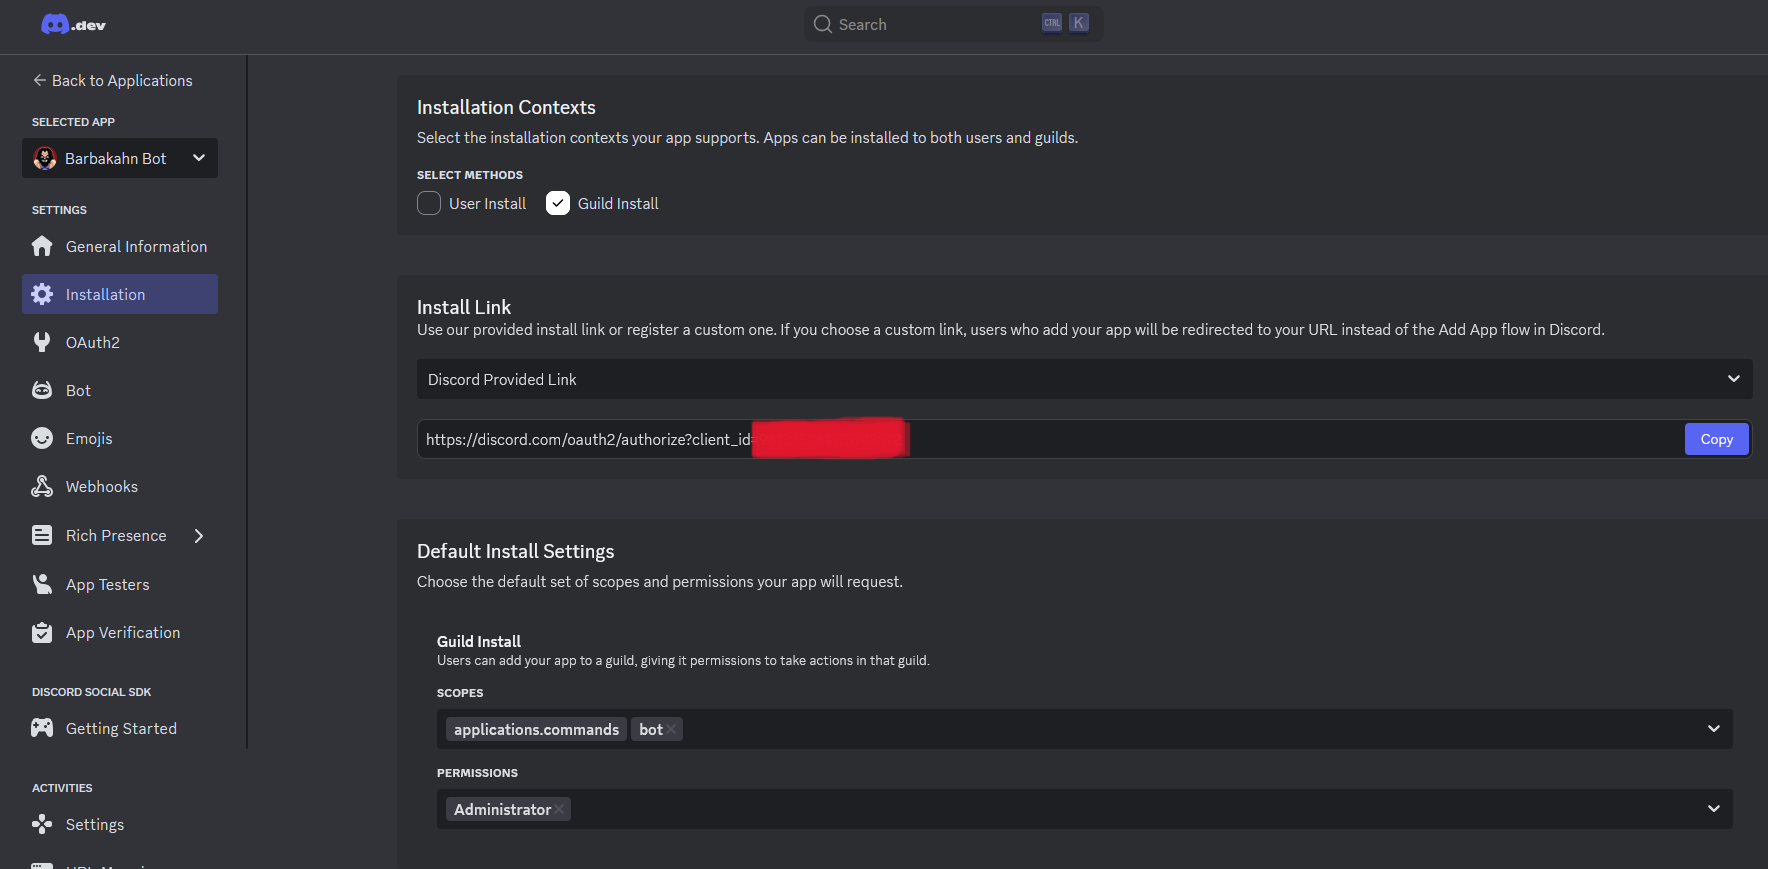 .dev
Search
CTRL K
Back to Applications
SELECTED APP
Barbakahn Bot
SETTINGS
General Information
Installation
OAuth2
Bot
Emojis
Webhooks
Rich Presence
App Testers
App Verification
DISCORD SOCIAL SDK
Getting Started
ACTIVITIES
Settings
Installation Contexts
Select the installation contexts your app supports. Apps can be installed to both users and guilds.
SELECT METHODS
User Install
Guild Install
Install Link
Use our provided install link or register a custom one. If you choose a custom link, users who add your app will be redirected to your URL instead of the Add App flow in Discord.
Discord Provided Link
https://discord.com/oauth2/authorize?client_id=
Copy
Default Install Settings
Choose the default set of scopes and permissions your app will request.
Guild Install
Users can add your app to a guild, giving it permissions to take actions in that guild.
SCOPES
applications.commands bot
PERMISSIONS
Administrator